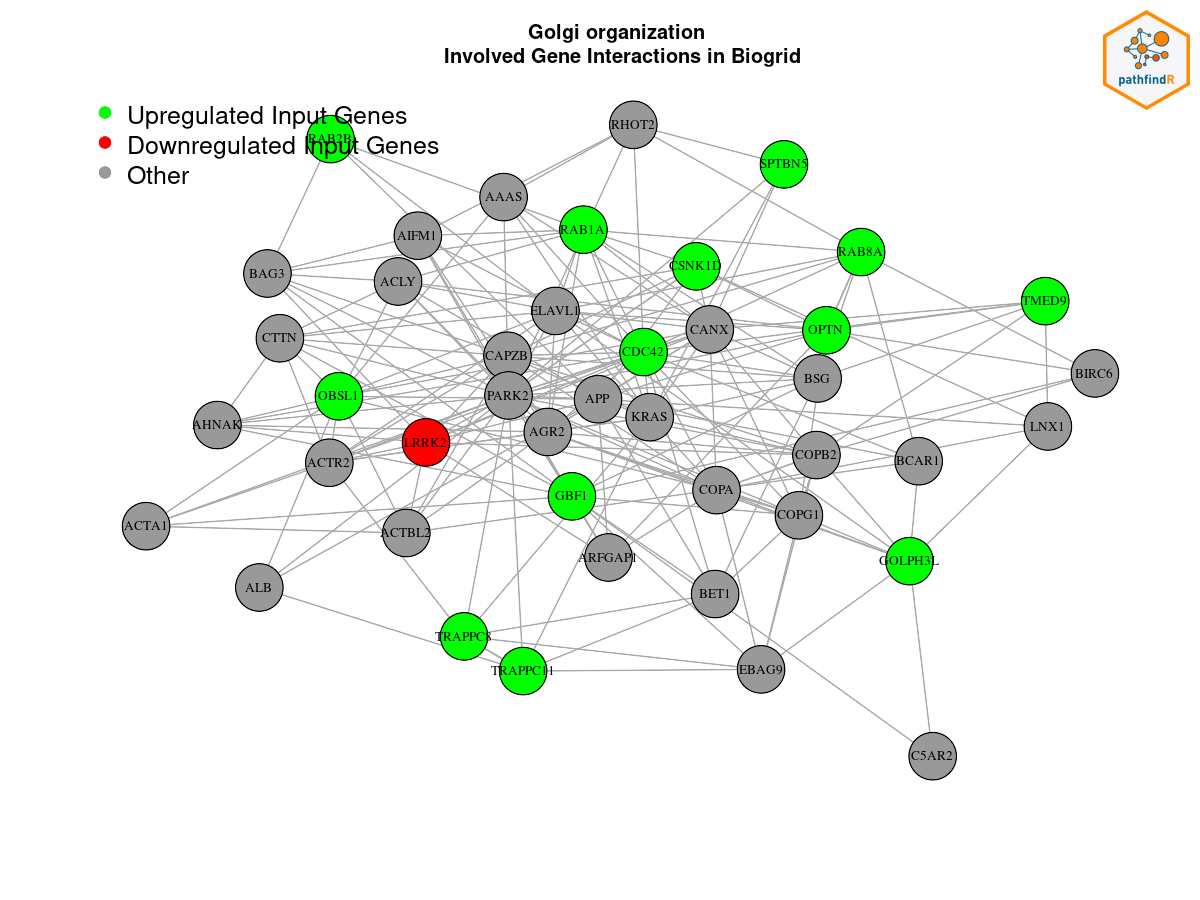 Golgi organization
Involved Gene Interactions in Biogrid
pathfindR
Upregulated Input Genes
Downregulated Input Genes
Other
RAB2B
RHOT2
SPTBN5
AAAS
RAB1A
AIFM1
RAB8A
CSNK1D
BAG3
ACLY
TMED9
ELAVL1
CANX
OPTN
CTTN
CAPZB
CDC42
BSG
BIRC6
OBSL1
PARK2
APP
KRAS
AHNAK
LNX1
AGR2
LRRK2
ACTR2
COPB2
BCAR1
COPA
GBF1
COPG1
ACTA1
ACTBL2
ARFGAP1
GOLPH3L
ALB
BET1
TRAPPC8
TRAPPC11
EBAG9
C5AR2